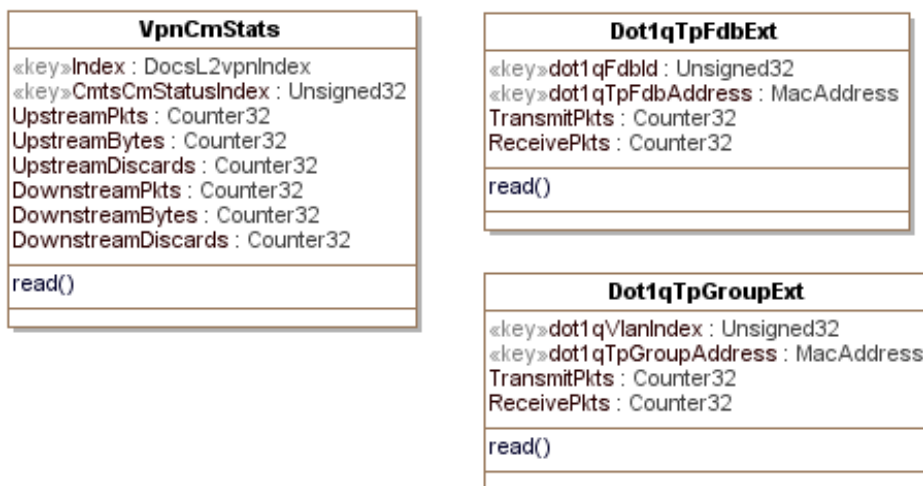 VpnCmStats
«key»Index : DocsL2vpnIndex
«key»CmtsCmStatusIndex : Unsigned32
UpstreamPkts : Counter32
UpstreamBytes : Counter32
UpstreamDiscards : Counter32
DownstreamPkts : Counter32
DownstreamBytes : Counter32
DownstreamDiscards : Counter32
read()
Dot1qTpFdbExt
«key»dot1qFdbId : Unsigned32
«key»dot1qTpFdbAddress : MacAddress
TransmitPkts : Counter32
ReceivePkts : Counter32
read()
Dot1qTpGroupExt
«key»dot1qVlanIndex : Unsigned32
«key»dot1qTpGroupAddress : MacAddress
TransmitPkts : Counter32
ReceivePkts : Counter32
read()